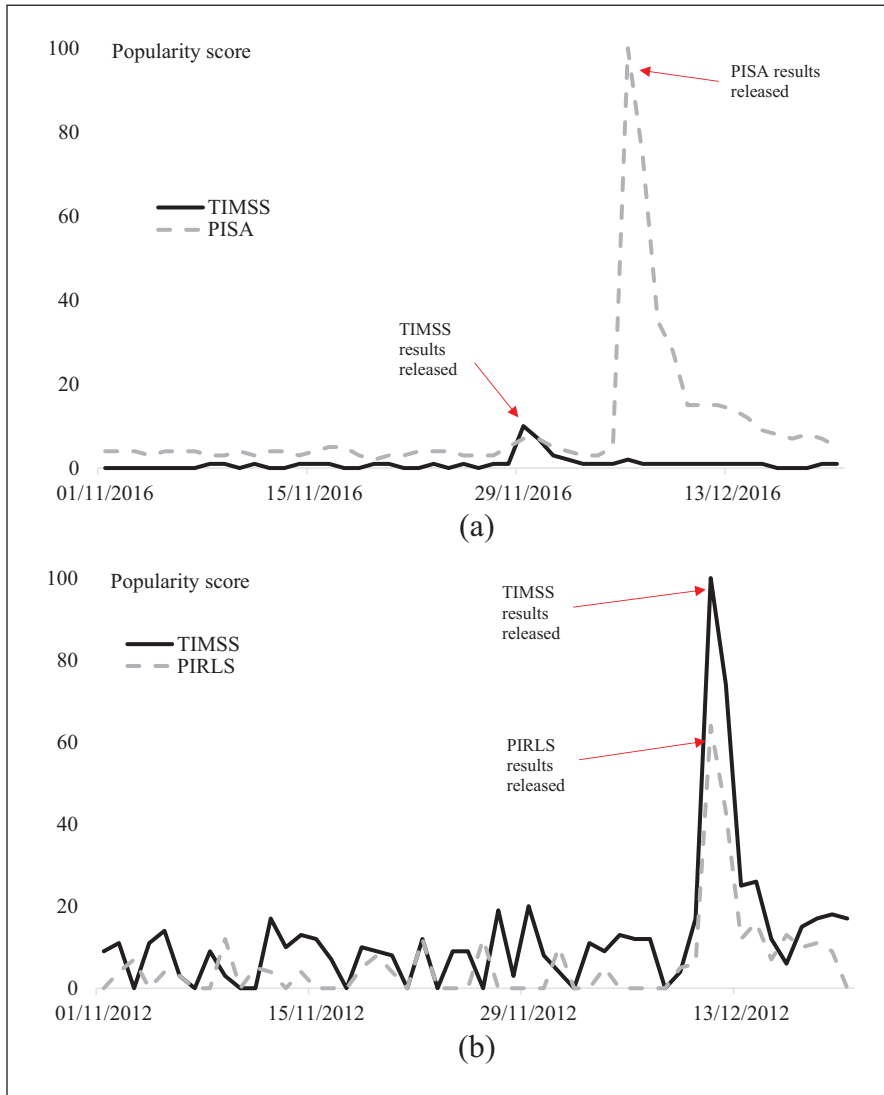 100
Popularity score
PISA results
released
80
TIMSS
60
PISA
40
TIMSS
results
released
20
0
01/11/2016
15/11/2016
29/11/2016
13/12/2016
(a)
100
Popularity score
TIMSS
results
released
TIMSS
80
PIRLS
60
PIRLS
results
released
40
20
0
01/11/2012
15/11/2012
29/11/2012
13/12/2012
(b)